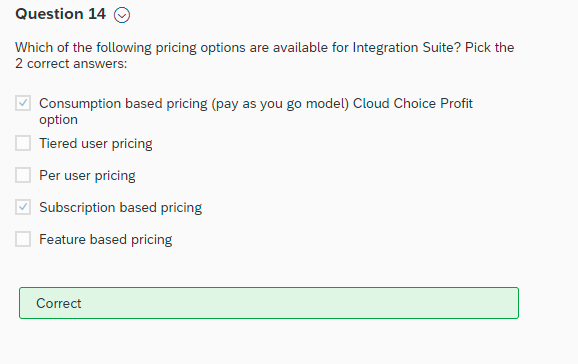 Question 14
Which of the following pricing options are available for Integration Suite? Pick the
2 correct answers:
Consumption based pricing (pay as you go model) Cloud Choice Profit
option
Tiered user pricing
Per user pricing
Subscription based pricing
Feature based pricing
Correct